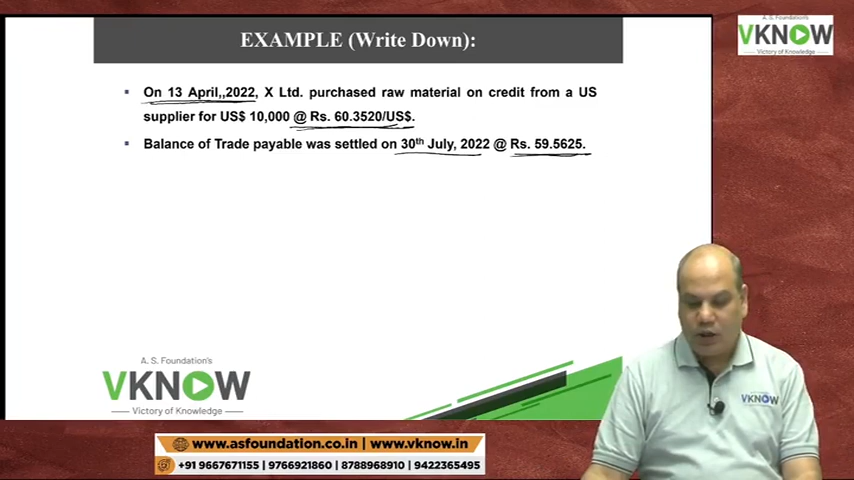 EXAMPLE (Write Down):
A. S. Foundation's
VKNOW
Victory of Knowledge
▪ On 13 April,,2022, X Ltd. purchased raw material on credit from a US
supplier for US$ 10,000 @ Rs. 60.3520/US$.
▪ Balance of Trade payable was settled on 30th July, 2022 @ Rs. 59.5625.
A. S. Foundation's
VKNOW
Victory of Knowledge
VKNOW
www.asfoundation.co.in | www.vknow.in
+91 9667671155 | 9766921860 | 8788968910 | 9422365495